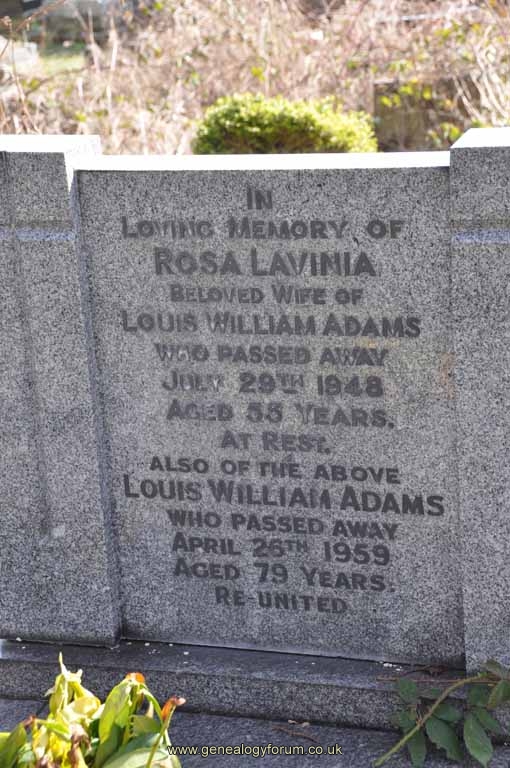 IN
LOVING MEMORY OF
ROSA LAVINIA
BELOVED WIFE OF
LOUIS WILLIAM ADAMS
WHO PASSED AWAY
JULY 29TH 1948
AGED 55 YEARS.
AT REST.
ALSO OF THE ABOVE
LOUIS WILLIAM ADAMS
WHO PASSED AWAY
APRIL 26TH 1959
AGED 79 YEARS.
RE-UNITED
www.genealogyforum.co.uk